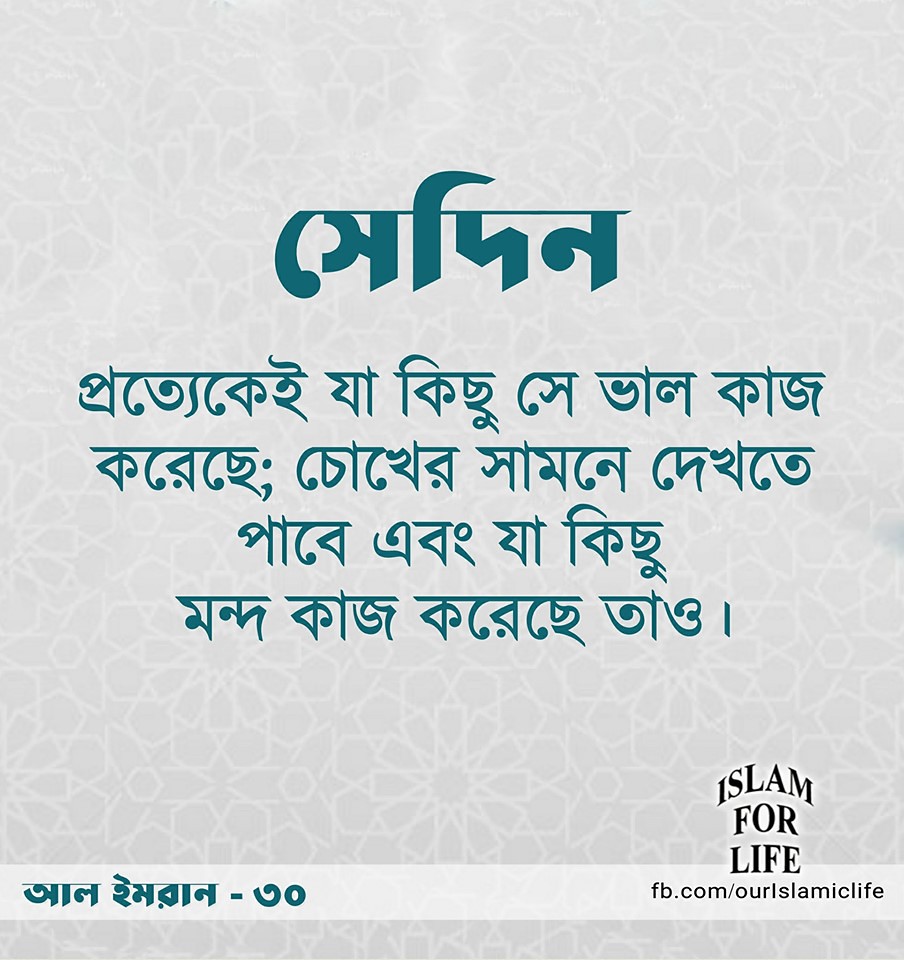 সেদিন
প্রত্যেকেই যা কিছু সে ভাল কাজ
করেছে; চোখের সামনে দেখতে
পাবে এবং যা কিছু
মন্দ কাজ করেছে তাও।
ISLAM
FOR
LIFE
আল ইমরান - ৩০
fb.com/ourIslamiclife